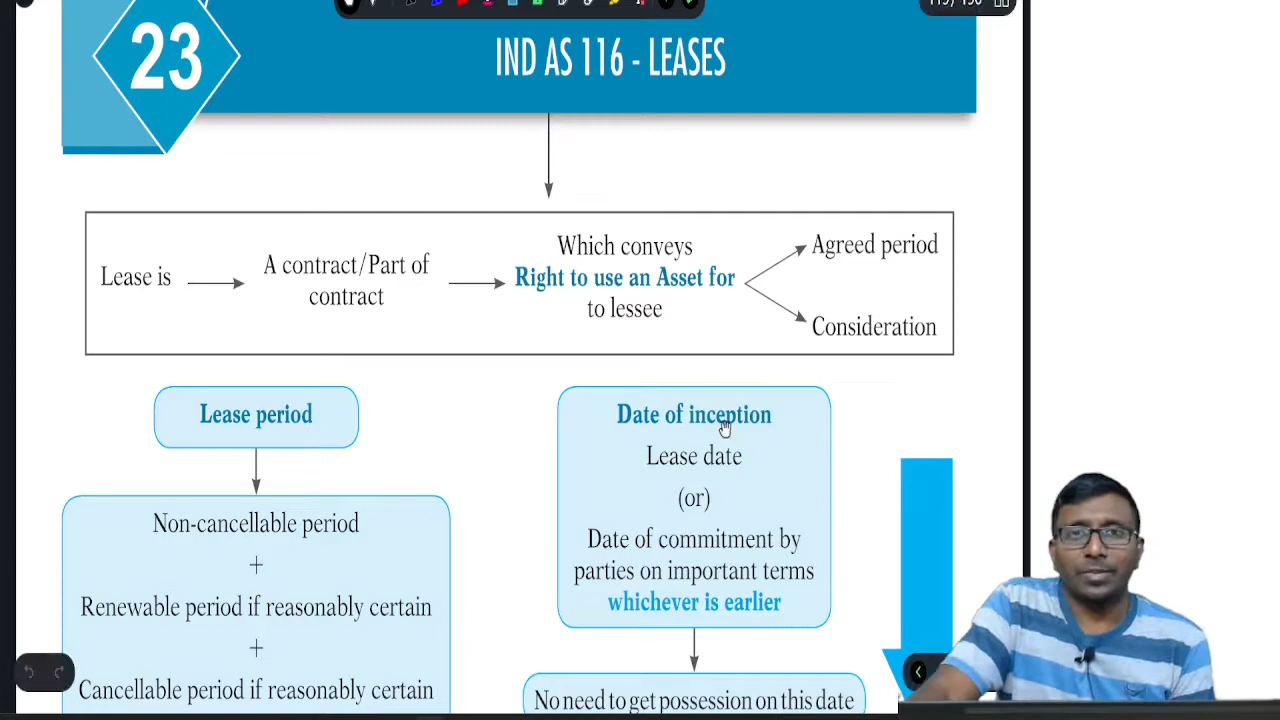 23
IND AS 116 - LEASES
Lease is
A contract/Part of
contract
Which conveys
Right to use an Asset for
to lessee
Agreed period
Consideration
Lease period
Non-cancellable period
+
Renewable period if reasonably certain
+
Cancellable period if reasonably certain
Date of inception
Lease date
(or)
Date of commitment by
parties on important terms
whichever is earlier
No need to get possession on this date